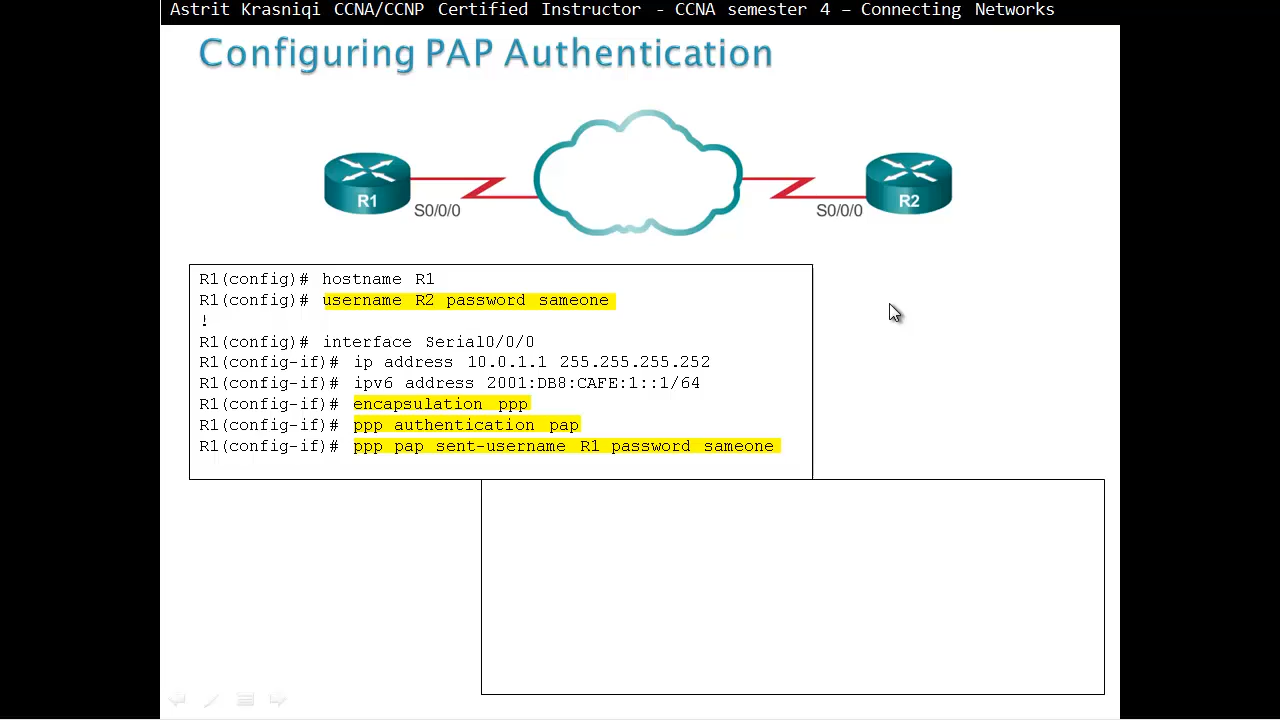 Astrit Krasniqi CCNA/CCNP Certified Instructor - CCNA semester 4 – Connecting Networks
Configuring PAP Authentication
R1
S0/0/0
S0/0/0
R2
R1(config)# hostname R1
R1(config)# username R2 password sameone
!
R1(config)# interface Serial0/0/0
R1(config-if)# ip address 10.0.1.1 255.255.255.252
R1(config-if)# ipv6 address 2001:DB8:CAFE:1::1/64
R1(config-if)# encapsulation ppp
R1(config-if)# ppp authentication pap
R1(config-if)# ppp pap sent-username R1 password sameone